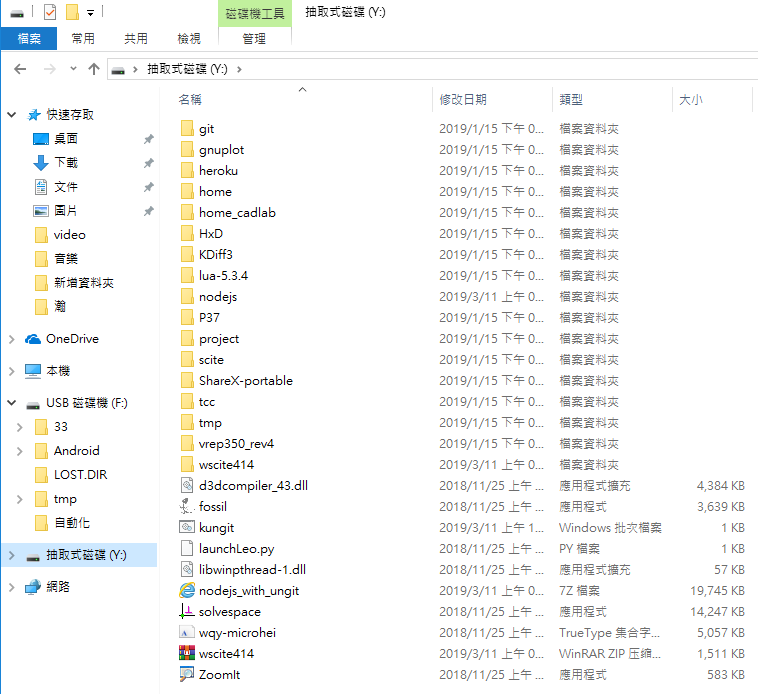 磁碟機工具 抽取式磁碟 (Y:)
檔案 常用 共用 檢視 管理
抽取式磁碟 (Y:)
名稱 修改日期 類型 大小
快速存取
桌面
下載
文件
圖片
video
音樂
新增資料夾
瀚
OneDrive
本機
USB 磁碟機 (F:)
33
Android
LOST.DIR
tmp
自動化
抽取式磁碟 (Y:)
網路
git 2019/1/15 下午 0... 檔案資料夾
gnuplot 2019/1/15 下午 0... 檔案資料夾
heroku 2019/1/15 下午 0... 檔案資料夾
home 2019/1/15 下午 0... 檔案資料夾
home_cadlab 2019/1/15 下午 0... 檔案資料夾
HxD 2019/1/15 下午 0... 檔案資料夾
KDiff3 2019/1/15 下午 0... 檔案資料夾
lua-5.3.4 2019/1/15 下午 0... 檔案資料夾
nodejs 2019/3/11 上午 0... 檔案資料夾
P37 2019/1/15 下午 0... 檔案資料夾
project 2019/1/15 下午 0... 檔案資料夾
scite 2019/1/15 下午 0... 檔案資料夾
ShareX-portable 2019/1/15 下午 0... 檔案資料夾
tcc 2019/1/15 下午 0... 檔案資料夾
tmp 2019/1/15 下午 0... 檔案資料夾
vrep350_rev4 2019/1/15 下午 0... 檔案資料夾
wscite414 2019/3/11 上午 0... 檔案資料夾
d3dcompiler_43.dll 2018/11/25 上午 ... 應用程式擴充 4,384 KB
fossil 2018/11/25 上午 ... 應用程式 3,639 KB
kungit 2019/3/11 上午 1... Windows 批次檔案 1 KB
launchLeo.py 2018/11/25 上午 ... PY 檔案 1 KB
libwinpthread-1.dll 2018/11/25 上午 ... 應用程式擴充 57 KB
nodejs_with_ungit 2019/3/11 上午 0... 7Z 檔案 19,745 KB
solvespace 2018/11/25 上午 ... 應用程式 14,247 KB
wqy-microhei 2018/11/25 上午 ... TrueType 集合字... 5,057 KB
wscite414 2019/3/11 上午 0... WinRAR ZIP 压缩... 1,511 KB
ZoomIt 2018/11/25 上午 ... 應用程式 583 KB